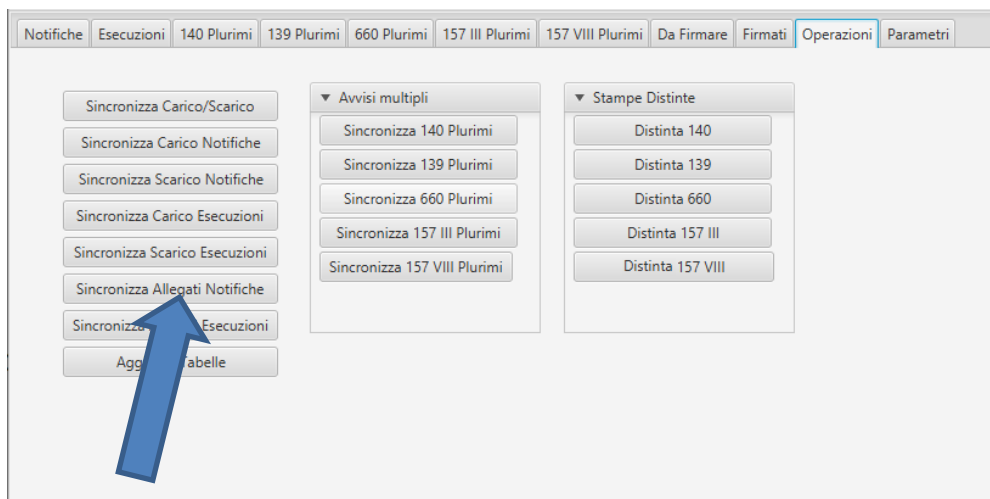 Notifiche Esecuzioni 140 Plurimi 139 Plurimi 660 Plurimi 157 III Plurimi 157 VIII Plurimi Da Firmare Firmati Operazioni Parametri
Sincronizza Carico/Scarico
Sincronizza Carico Notifiche
Sincronizza Scarico Notifiche
Sincronizza Carico Esecuzioni
Sincronizza Scarico Esecuzioni
Sincronizza Allegati Notifiche
Sincronizza Esecuzioni
Tabelle
Avvisi multipli
Sincronizza 140 Plurimi
Sincronizza 139 Plurimi
Sincronizza 660 Plurimi
Sincronizza 157 III Plurimi
Sincronizza 157 VIII Plurimi
Stampe Distinte
Distinta 140
Distinta 139
Distinta 660
Distinta 157 III
Distinta 157 VIII